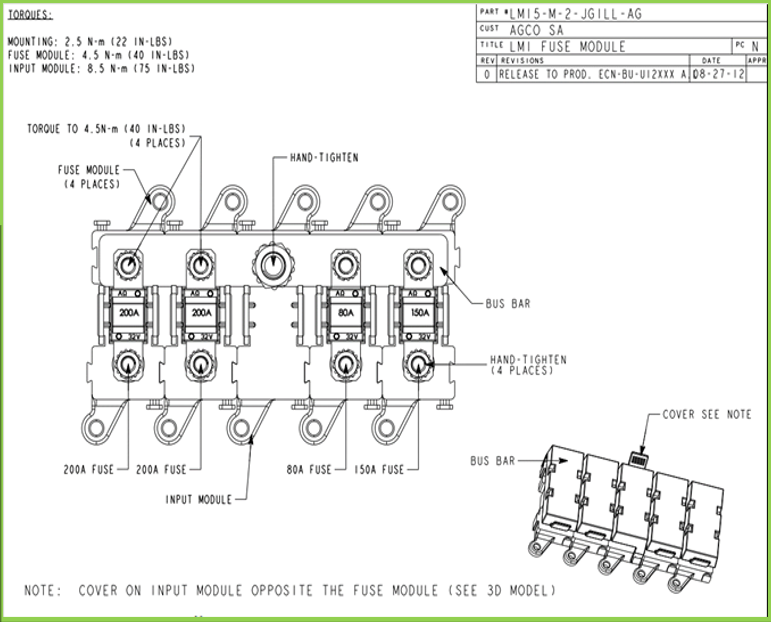 TORQUES:
MOUNTING: 2.5 N-m (22 IN-LBS)
FUSE MODULE: 4.5 N-m (40 IN-LBS)
INPUT MODULE: 8.5 N-m (75 IN-LBS)
PART # LM15-M-2-JGILL-AG
CUST AGCO SA
TITLE LMI FUSE MODULE PC N
REV REVISIONS DATE APPR
0 RELEASE TO PROD. ECN-BU-U12XXX A. 08-27-12
TORQUE TO 4.5N-m (40 IN-LBS)
(4 PLACES)
HAND-TIGHTEN
FUSE MODULE
(4 PLACES)
BUS BAR
200A 200A 80A 150A
32V 32V 32V 32V
HAND-TIGHTEN
(4 PLACES)
200A FUSE 200A FUSE 80A FUSE 150A FUSE
INPUT MODULE
COVER SEE NOTE
BUS BAR
NOTE: COVER ON INPUT MODULE OPPOSITE THE FUSE MODULE (SEE 3D MODEL)